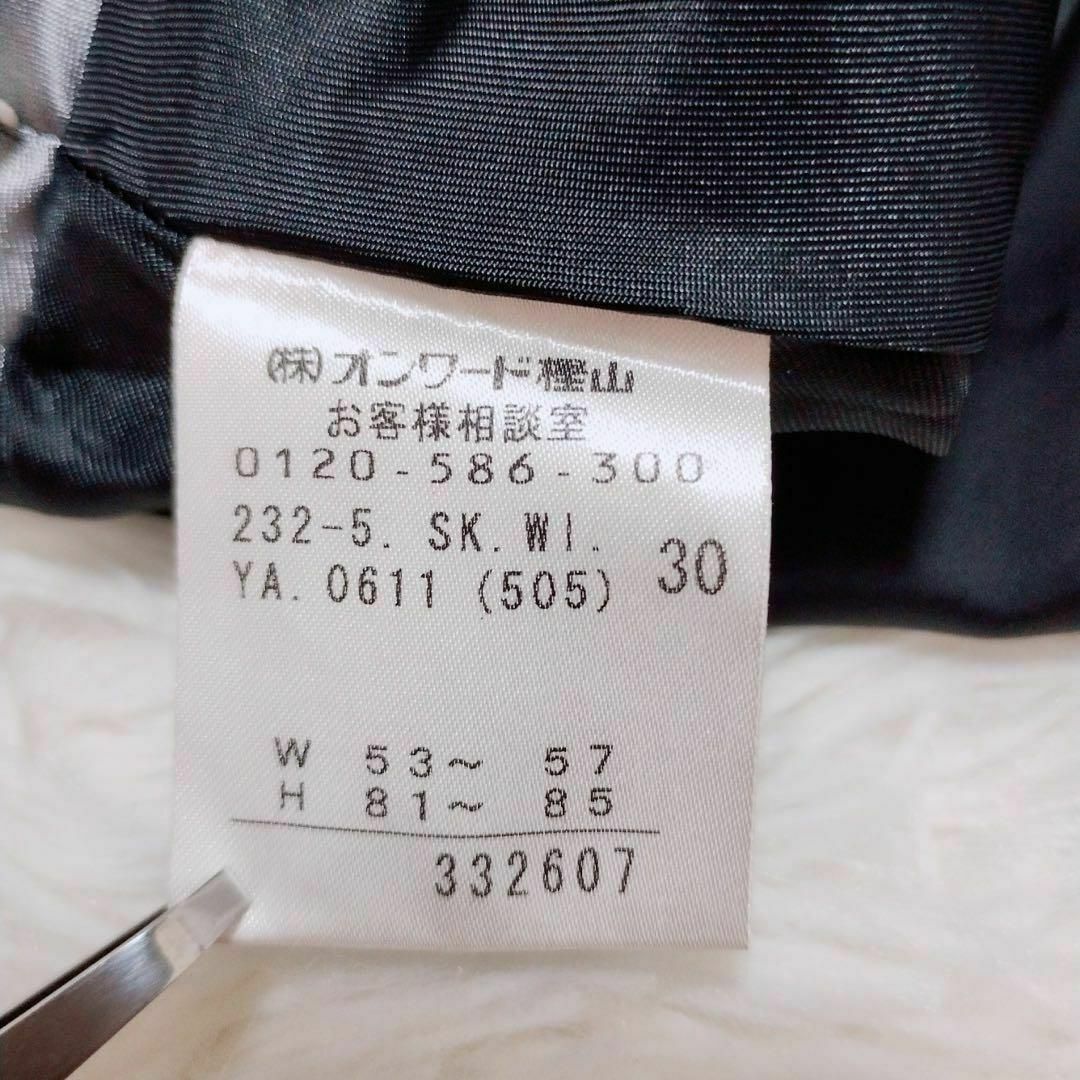 (株)オンワード樫山
お客様相談室
0120-586-300
232-5. SK.WI.
YA. 0611 (505) 30
W 53〜 57
H 81〜 85
332607